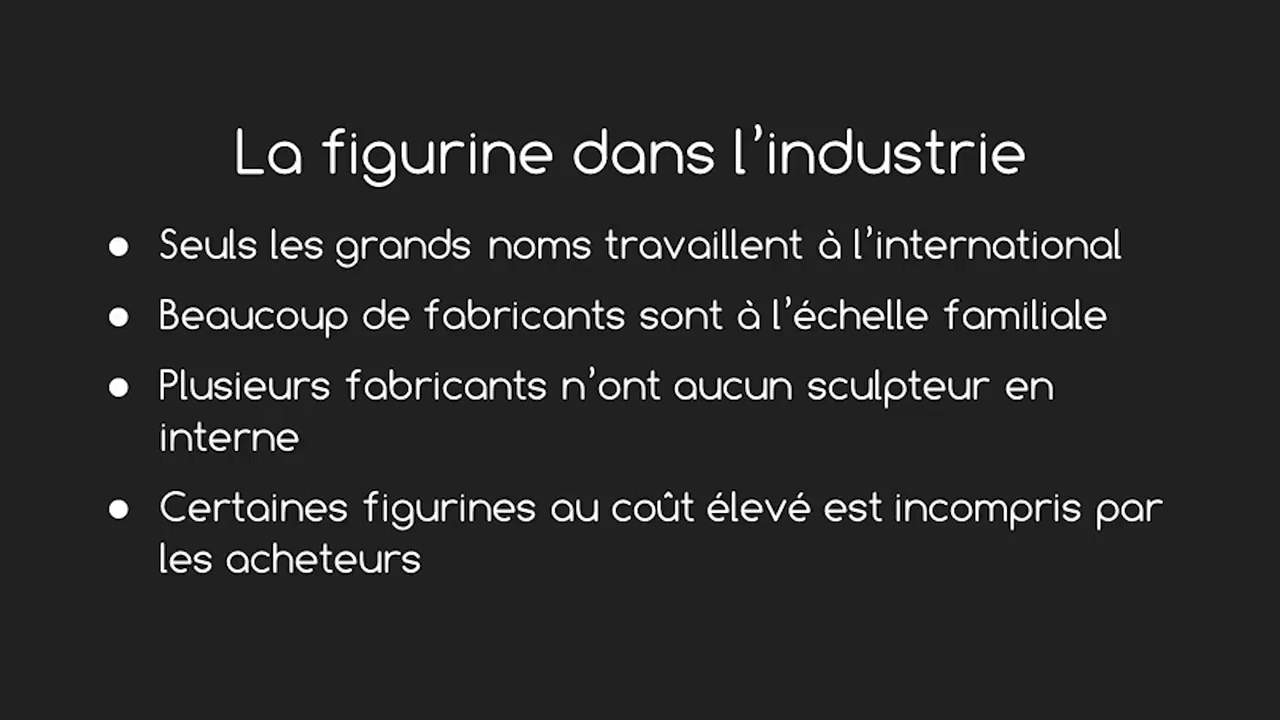 La figurine dans l’industrie
● Seuls les grands noms travaillent à l’international
● Beaucoup de fabricants sont à l’échelle familiale
● Plusieurs fabricants n’ont aucun sculpteur en
interne
● Certaines figurines au coût élevé est incompris par
les acheteurs